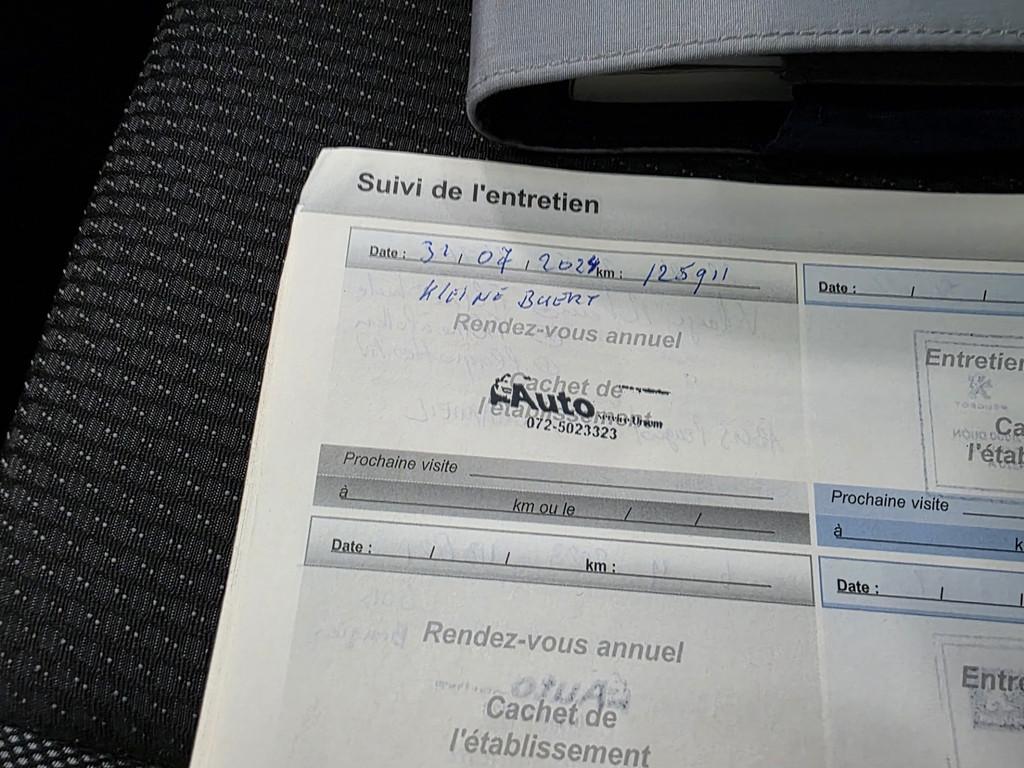 Suivi de l'entretien
Date : 31 / 07 / 2024 km : 125911
KLEINE BUERT
Rendez-vous annuel
Cachet de
l'établissement
Auto
072-5023323
Prochaine visite
à km ou le / /
Date : / / km :
Rendez-vous annuel
Cachet de
l'établissement
Date : / /
Entretien
Ca
l'étab
Prochaine visite
à k
Date : / /
Entre